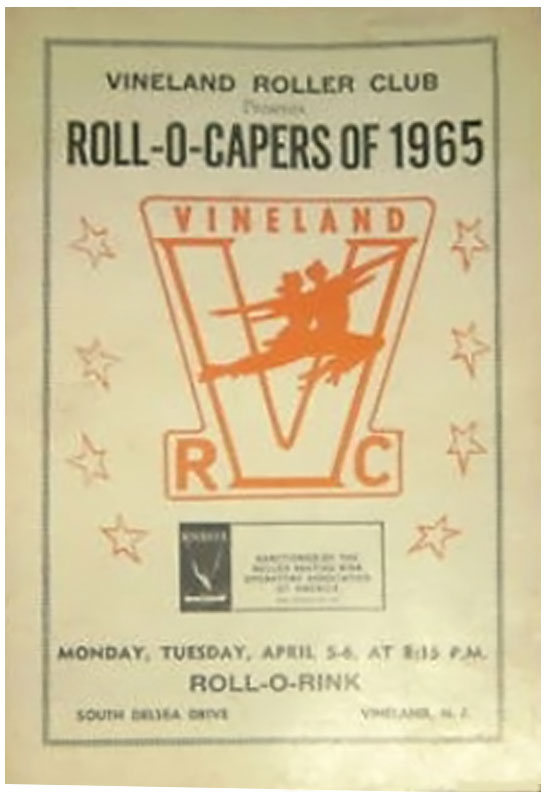 VINELAND ROLLER CLUB
Presents
ROLL-O-CAPERS OF 1965
VINELAND
V
R C
SANCTIONED BY THE
ROLLER SKATING RINK
OPERATORS ASSOCIATION
OF AMERICA
MONDAY, TUESDAY, APRIL 5-6, AT 8:15 P.M.
ROLL-O-RINK
SOUTH DELSEA DRIVE VINELAND, N. J.